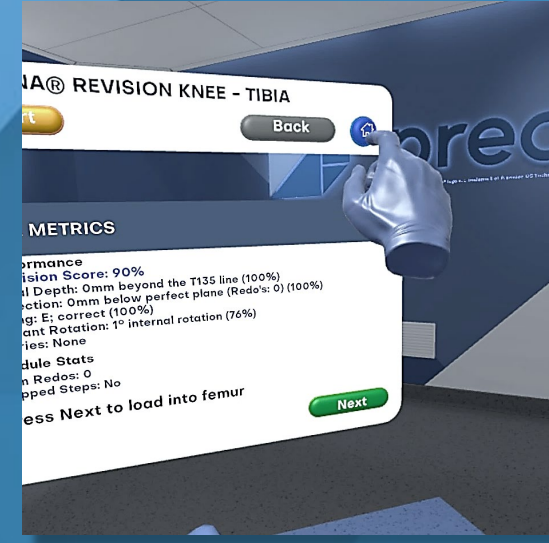 NA® REVISION KNEE – TIBIA
rt
Back
prec
METRICS
ormance
ision Score: 90%
l Depth: 0mm beyond the T135 line (100%)
ection: 0mm below perfect plane (Redo's: 0) (100%)
ng: E; correct (100%)
ant Rotation: 1° internal rotation (76%)
ries: None
dule Stats
m Redos: 0
pped Steps: No
ess Next to load into femur
Next